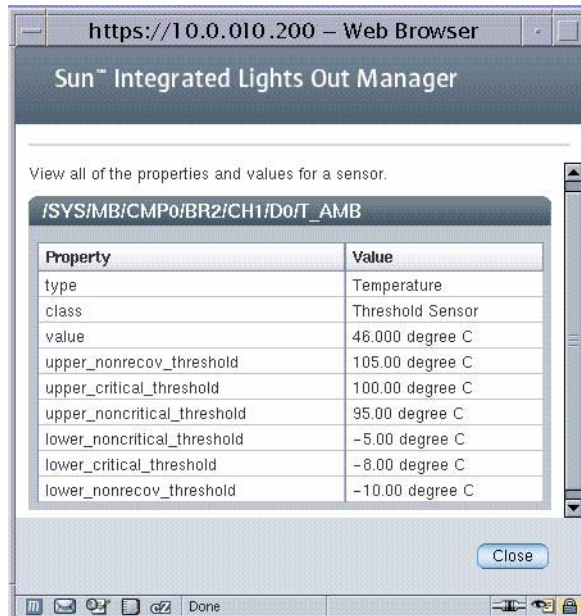 https://10.0.010.200 – Web Browser
Sun™ Integrated Lights Out Manager
View all of the properties and values for a sensor.
/SYS/MB/CMP0/BR2/CH1/D0/T_AMB
Property Value
type Temperature
class Threshold Sensor
value 46.000 degree C
upper_nonrecov_threshold 105.00 degree C
upper_critical_threshold 100.00 degree C
upper_noncritical_threshold 95.00 degree C
lower_noncritical_threshold -5.00 degree C
lower_critical_threshold -8.00 degree C
lower_nonrecov_threshold -10.00 degree C
Close
Done